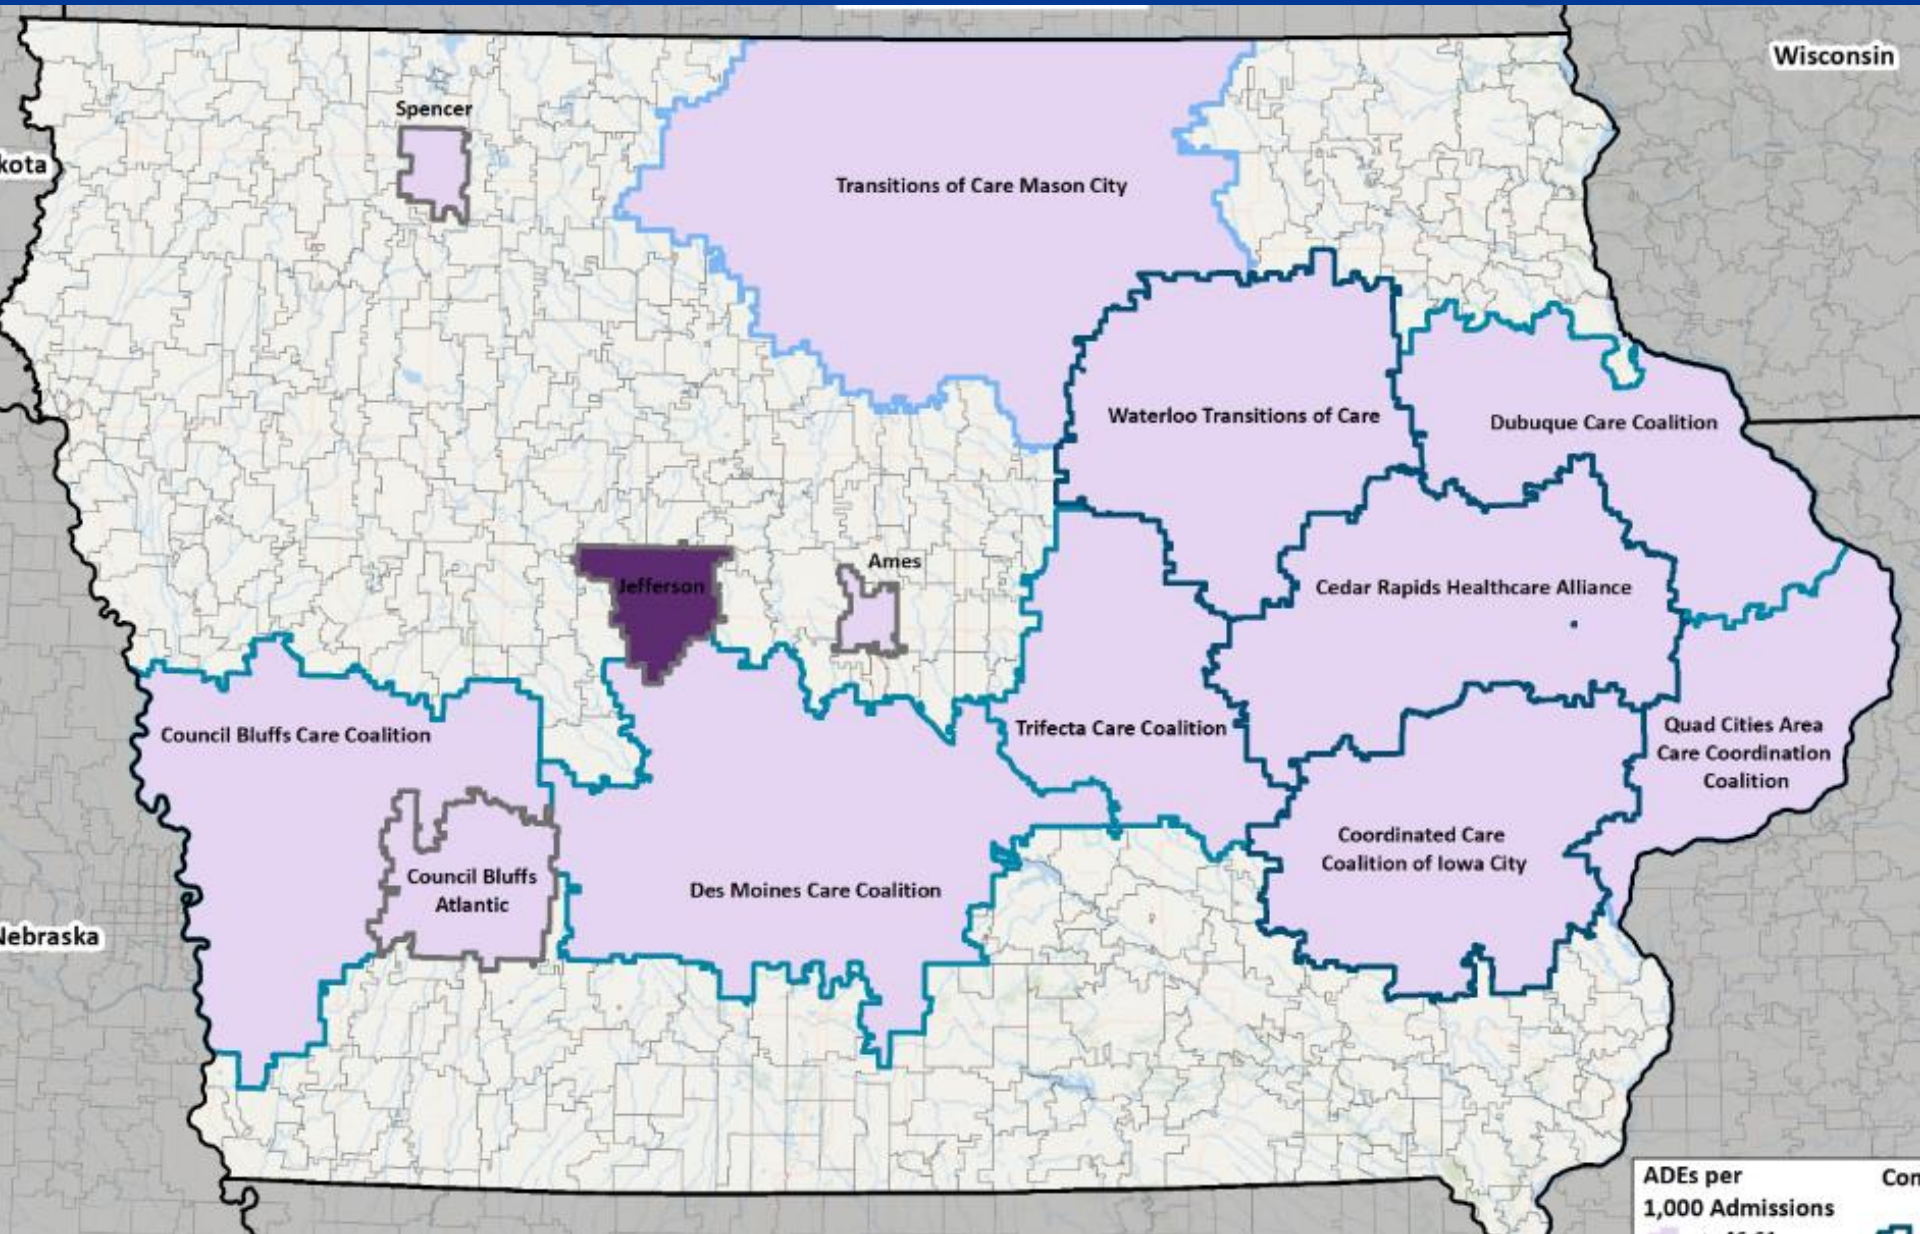 Wisconsin
Spencer
kota
Transitions of Care Mason City
Waterloo Transitions of Care
Dubuque Care Coalition
Ames
Jefferson
Cedar Rapids Healthcare Alliance
Council Bluffs Care Coalition
Trifecta Care Coalition
Quad Cities Area
Care Coordination
Coalition
Coordinated Care
Coalition of Iowa City
Council Bluffs
Atlantic
Des Moines Care Coalition
Nebraska
ADEs per
1,000 Admissions
Con